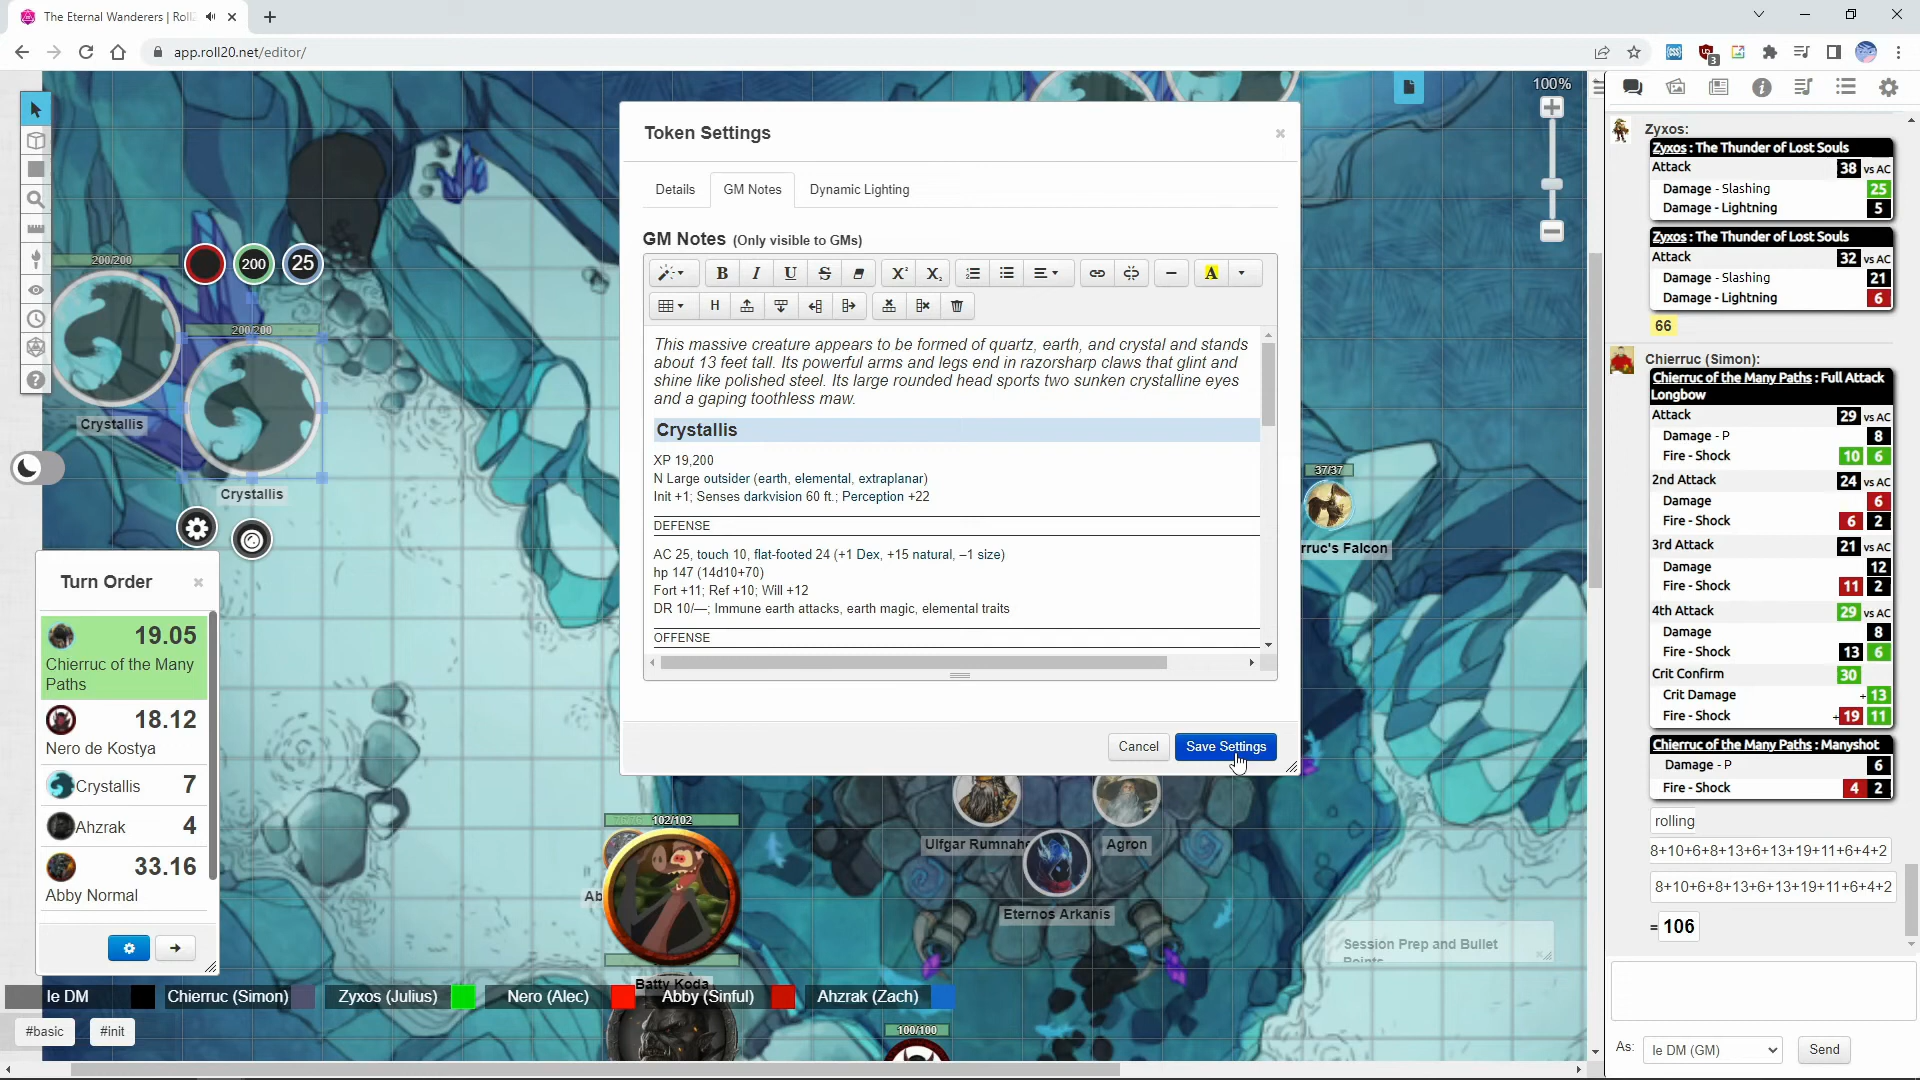 The Eternal Wanderers | Roll2
app.roll20.net/editor/
3
100%
Token Settings
Details
GM Notes
Dynamic Lighting
GM Notes (Only visible to GMs)
This massive creature appears to be formed of quartz, earth, and crystal and stands
about 13 feet tall. Its powerful arms and legs end in razorsharp claws that glint and
shine like polished steel. Its large rounded head sports two sunken crystalline eyes
and a gaping toothless maw.
Crystallis
XP 19,200
N Large outsider (earth, elemental, extraplanar)
Init +1; Senses darkvision 60 ft.; Perception +22
DEFENSE
AC 25, touch 10, flat-footed 24 (+1 Dex, +15 natural, –1 size)
hp 147 (14d10+70)
Fort +11; Ref +10; Will +12
DR 10/—; Immune earth attacks, earth magic, elemental traits
OFFENSE
Cancel
Save Settings
200/200
200
25
200/200
Crystallis
Crystallis
Turn Order
19.05
Chierruc of the Many
Paths
18.12
Nero de Kostya
Crystallis 7
Ahzrak 4
33.16
Abby Normal
37/37
rruc's Falcon
102/102
Ab
Batty Koda
Ulfgar Rumnahe
Agron
Eternos Arkanis
100/100
Session Prep and Bullet
Points
le DM
Chierruc (Simon)
Zyxos (Julius)
Nero (Alec)
Abby (Sinful)
Ahzrak (Zach)
#basic
#init
Zyxos:
Zyxos : The Thunder of Lost Souls
Attack 38 vs AC
Damage - Slashing 25
Damage - Lightning 5
Zyxos : The Thunder of Lost Souls
Attack 32 vs AC
Damage - Slashing 21
Damage - Lightning 6
66
Chierruc (Simon):
Chierruc of the Many Paths : Full Attack
Longbow
Attack 29 vs AC
Damage - P 8
Fire - Shock 10 6
2nd Attack 24 vs AC
Damage 6
Fire - Shock 6 2
3rd Attack 21 vs AC
Damage 12
Fire - Shock 11 2
4th Attack 29 vs AC
Damage 8
Fire - Shock 13 6
Crit Confirm 30
Crit Damage +13
Fire - Shock +19 11
Chierruc of the Many Paths : Manyshot
Damage - P 6
Fire - Shock 4 2
rolling
8+10+6+8+13+6+13+19+11+6+4+2
8+10+6+8+13+6+13+19+11+6+4+2
=106
As:
le DM (GM)
Send